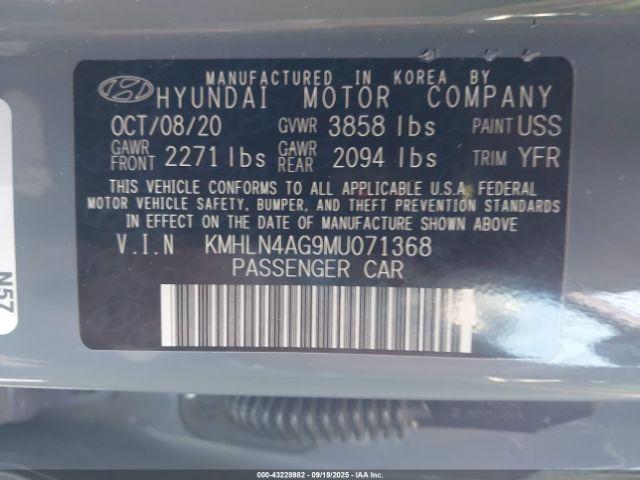 MANUFACTURED IN KOREA BY
HYUNDAI MOTOR COMPANY
OCT/08/20 GVWR 3858 lbs PAINT USS
GAWR FRONT 2271 lbs GAWR REAR 2094 lbs TRIM YFR
THIS VEHICLE CONFORMS TO ALL APPLICABLE U.S.A. FEDERAL
MOTOR VEHICLE SAFETY, BUMPER, AND THEFT PREVENTION STANDARDS
IN EFFECT ON THE DATE OF MANUFACTURE SHOWN ABOVE
V.I.N KMHLN4AG9MU071368
PASSENGER CAR
N57
000-43228982 - 09/19/2025 - IAAI.COM